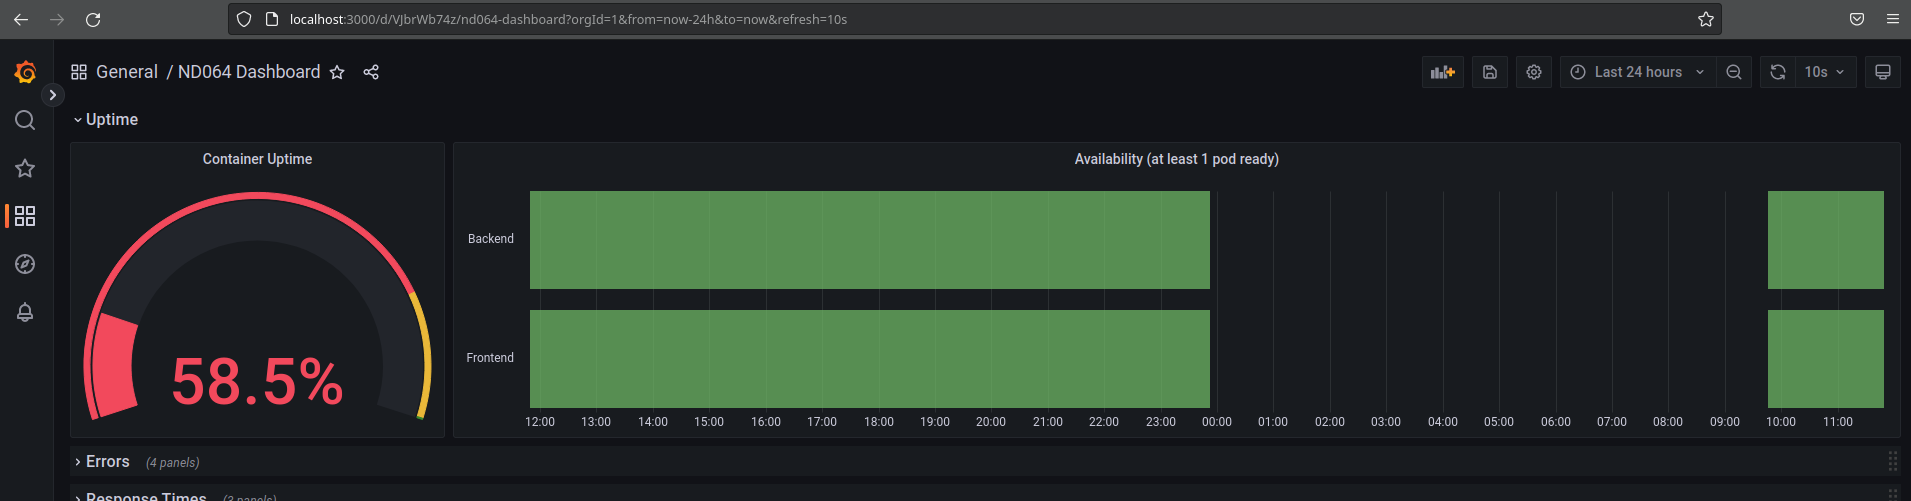 localhost:3000/d/VJbrWb74z/nd064-dashboard?orgId=1&from=now-24h&to=now&refresh=10s
General / ND064 Dashboard
Last 24 hours
10s
Uptime
Container Uptime
58.5%
Availability (at least 1 pod ready)
Backend
Frontend
12:00 13:00 14:00 15:00 16:00 17:00 18:00 19:00 20:00 21:00 22:00 23:00 00:00 01:00 02:00 03:00 04:00 05:00 06:00 07:00 08:00 09:00 10:00 11:00
Errors (4 panels)
Response Times (3 panels)